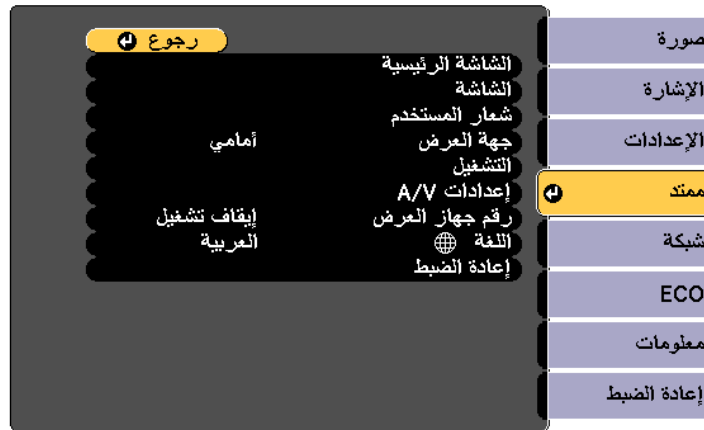 صورة
الإشارة
الإعدادات
ممتد
شبكة
ECO
معلومات
إعادة الضبط
رجوع
الشاشة الرئيسية
الشاشة
شعار المستخدم
جهة العرض أمامي
التشغيل
إعدادات A/V
رقم جهاز العرض إيقاف تشغيل
اللغة العربية
إعادة الضبط